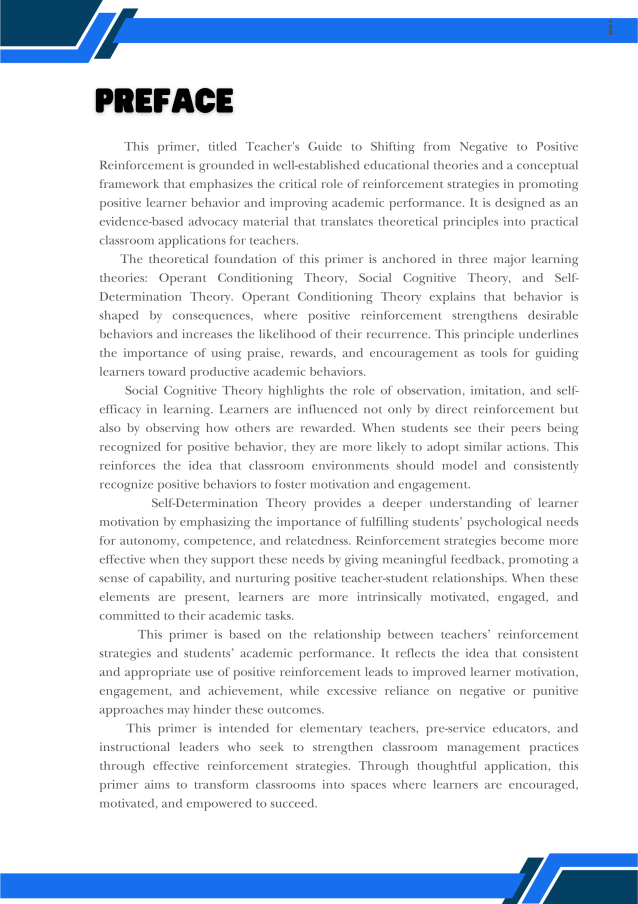 i
PREFACE
This primer, titled Teacher's Guide to Shifting from Negative to Positive
Reinforcement is grounded in well-established educational theories and a conceptual
framework that emphasizes the critical role of reinforcement strategies in promoting
positive learner behavior and improving academic performance. It is designed as an
evidence-based advocacy material that translates theoretical principles into practical
classroom applications for teachers.
The theoretical foundation of this primer is anchored in three major learning
theories: Operant Conditioning Theory, Social Cognitive Theory, and Self-
Determination Theory. Operant Conditioning Theory explains that behavior is
shaped by consequences, where positive reinforcement strengthens desirable
behaviors and increases the likelihood of their recurrence. This principle underlines
the importance of using praise, rewards, and encouragement as tools for guiding
learners toward productive academic behaviors.
Social Cognitive Theory highlights the role of observation, imitation, and self-
efficacy in learning. Learners are influenced not only by direct reinforcement but
also by observing how others are rewarded. When students see their peers being
recognized for positive behavior, they are more likely to adopt similar actions. This
reinforces the idea that classroom environments should model and consistently
recognize positive behaviors to foster motivation and engagement.
Self-Determination Theory provides a deeper understanding of learner
motivation by emphasizing the importance of fulfilling students’ psychological needs
for autonomy, competence, and relatedness. Reinforcement strategies become more
effective when they support these needs by giving meaningful feedback, promoting a
sense of capability, and nurturing positive teacher-student relationships. When these
elements are present, learners are more intrinsically motivated, engaged, and
committed to their academic tasks.
This primer is based on the relationship between teachers’ reinforcement
strategies and students’ academic performance. It reflects the idea that consistent
and appropriate use of positive reinforcement leads to improved learner motivation,
engagement, and achievement, while excessive reliance on negative or punitive
approaches may hinder these outcomes.
This primer is intended for elementary teachers, pre-service educators, and
instructional leaders who seek to strengthen classroom management practices
through effective reinforcement strategies. Through thoughtful application, this
primer aims to transform classrooms into spaces where learners are encouraged,
motivated, and empowered to succeed.